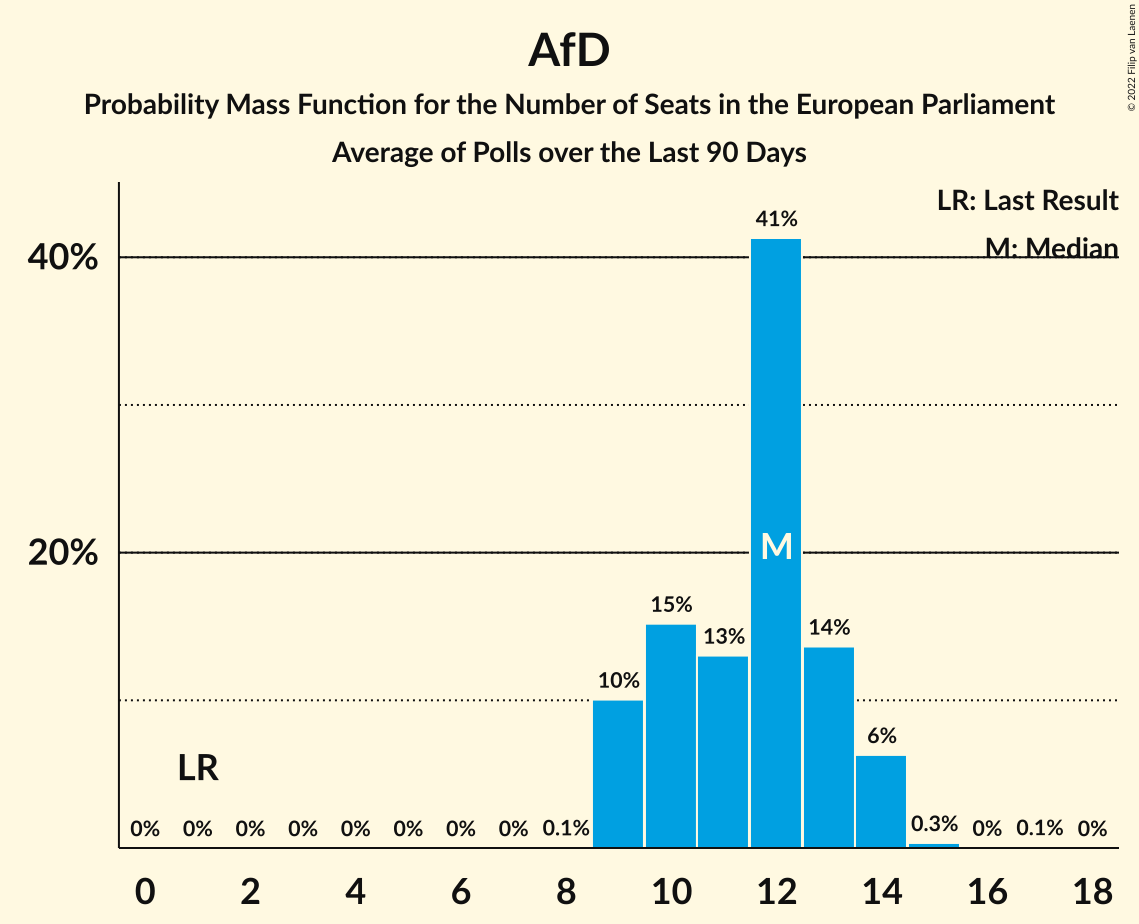 AfD
Probability Mass Function for the Number of Seats in the European Parliament
Average of Polls over the Last 90 Days
© 2022 Filip van Laenen
LR: Last Result
M: Median
40%
20%
41%
M
15%
13%
14%
10%
6%
LR
0% 0% 0% 0% 0% 0% 0% 0% 0.1% 0.3% 0% 0.1% 0%
0 2 4 6 8 10 12 14 16 18